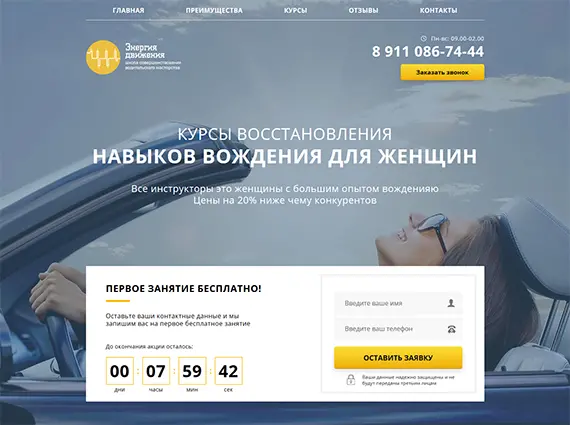 ГЛАВНАЯ ПРЕИМУЩЕСТВА КУРСЫ ОТЗЫВЫ КОНТАКТЫ
Энергия
движения
школа совершенствования
водительского мастерства
Пн-вс: 09.00-02.00
8 911 086-74-44
Заказать звонок
КУРСЫ ВОССТАНОВЛЕНИЯ
НАВЫКОВ ВОЖДЕНИЯ ДЛЯ ЖЕНЩИН
Все инструкторы это женщины с большим опытом вожденияю
Цены на 20% ниже чему конкурентов
ПЕРВОЕ ЗАНЯТИЕ БЕСПЛАТНО!
Оставьте ваши контактные данные и мы
запишим вас на первое бесплатное занятие
До окончания акции осталось:
00 : 07 : 59 : 42
дни часы мин сек
Введите ваше имя
Введите ваш телефон
ОСТАВИТЬ ЗАЯВКУ
Ваши данные надежно защищены и не
будут переданы третьим лицам